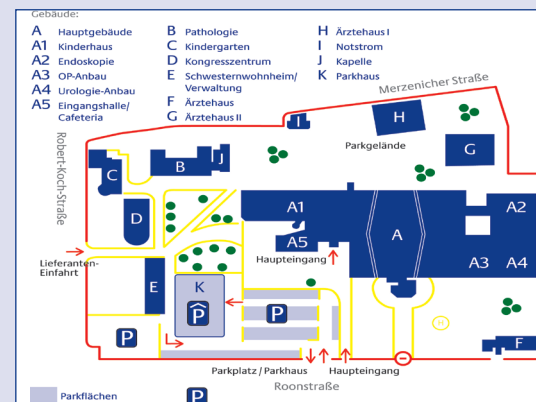 Gebäude:
A Hauptgebäude
A1 Kinderhaus
A2 Endoskopie
A3 OP-Anbau
A4 Urologie-Anbau
A5 Eingangshalle/
Cafeteria
B Pathologie
C Kindergarten
D Kongresszentrum
E Schwesternwohnheim/
Verwaltung
F Ärztehaus
G Ärztehaus II
H Ärztehaus I
I Notstrom
J Kapelle
K Parkhaus
Merzenicher Straße
Robert-Koch-Straße
I
H
Parkgelände
G
C
B
J
D
A1
A2
A5
A
Haupteingang
A3
A4
Lieferanten-
Einfahrt
E
K
P
P
P
H
F
Parkplatz / Parkhaus
Haupteingang
Roonstraße
Parkflächen
P